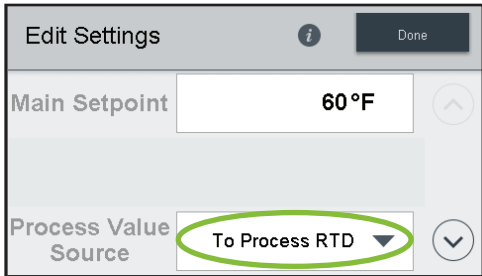 Edit Settings
i
Done
Main Setpoint
60°F
Process Value
Source
To Process RTD